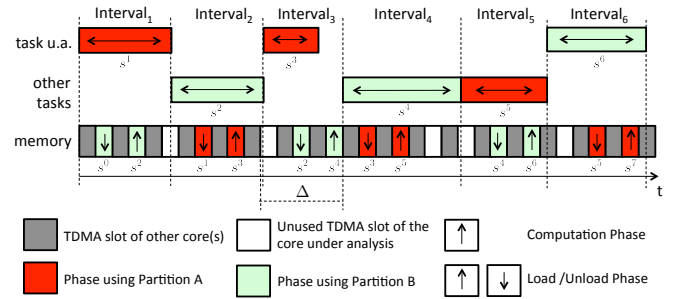 Interval₁ Interval₂ Interval₃ Interval₄ Interval₅ Interval₆
task u.a.
s¹ s³ s⁶
other
tasks
s² s⁴ s⁵
memory
s⁰ s² s¹ s³ s² s⁴ s³ s⁵ s⁴ s⁶ s⁵ s⁷
Δ t
TDMA slot of other core(s) Unused TDMA slot of the core under analysis Computation Phase
Phase using Partition A Phase using Partition B Load /Unload Phase